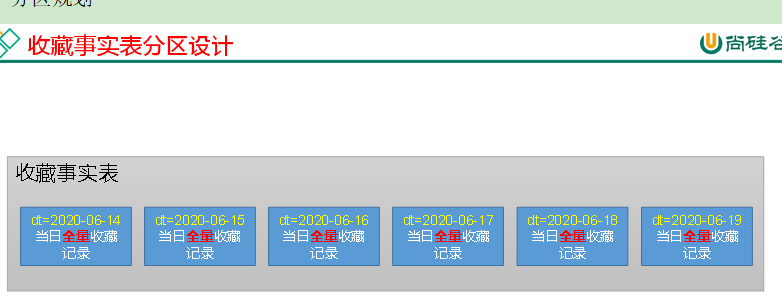 分区规划
收藏事实表分区设计
尚硅谷
收藏事实表
dt=2020-06-14
当日全量收藏
记录
dt=2020-06-15
当日全量收藏
记录
dt=2020-06-16
当日全量收藏
记录
dt=2020-06-17
当日全量收藏
记录
dt=2020-06-18
当日全量收藏
记录
dt=2020-06-19
当日全量收藏
记录